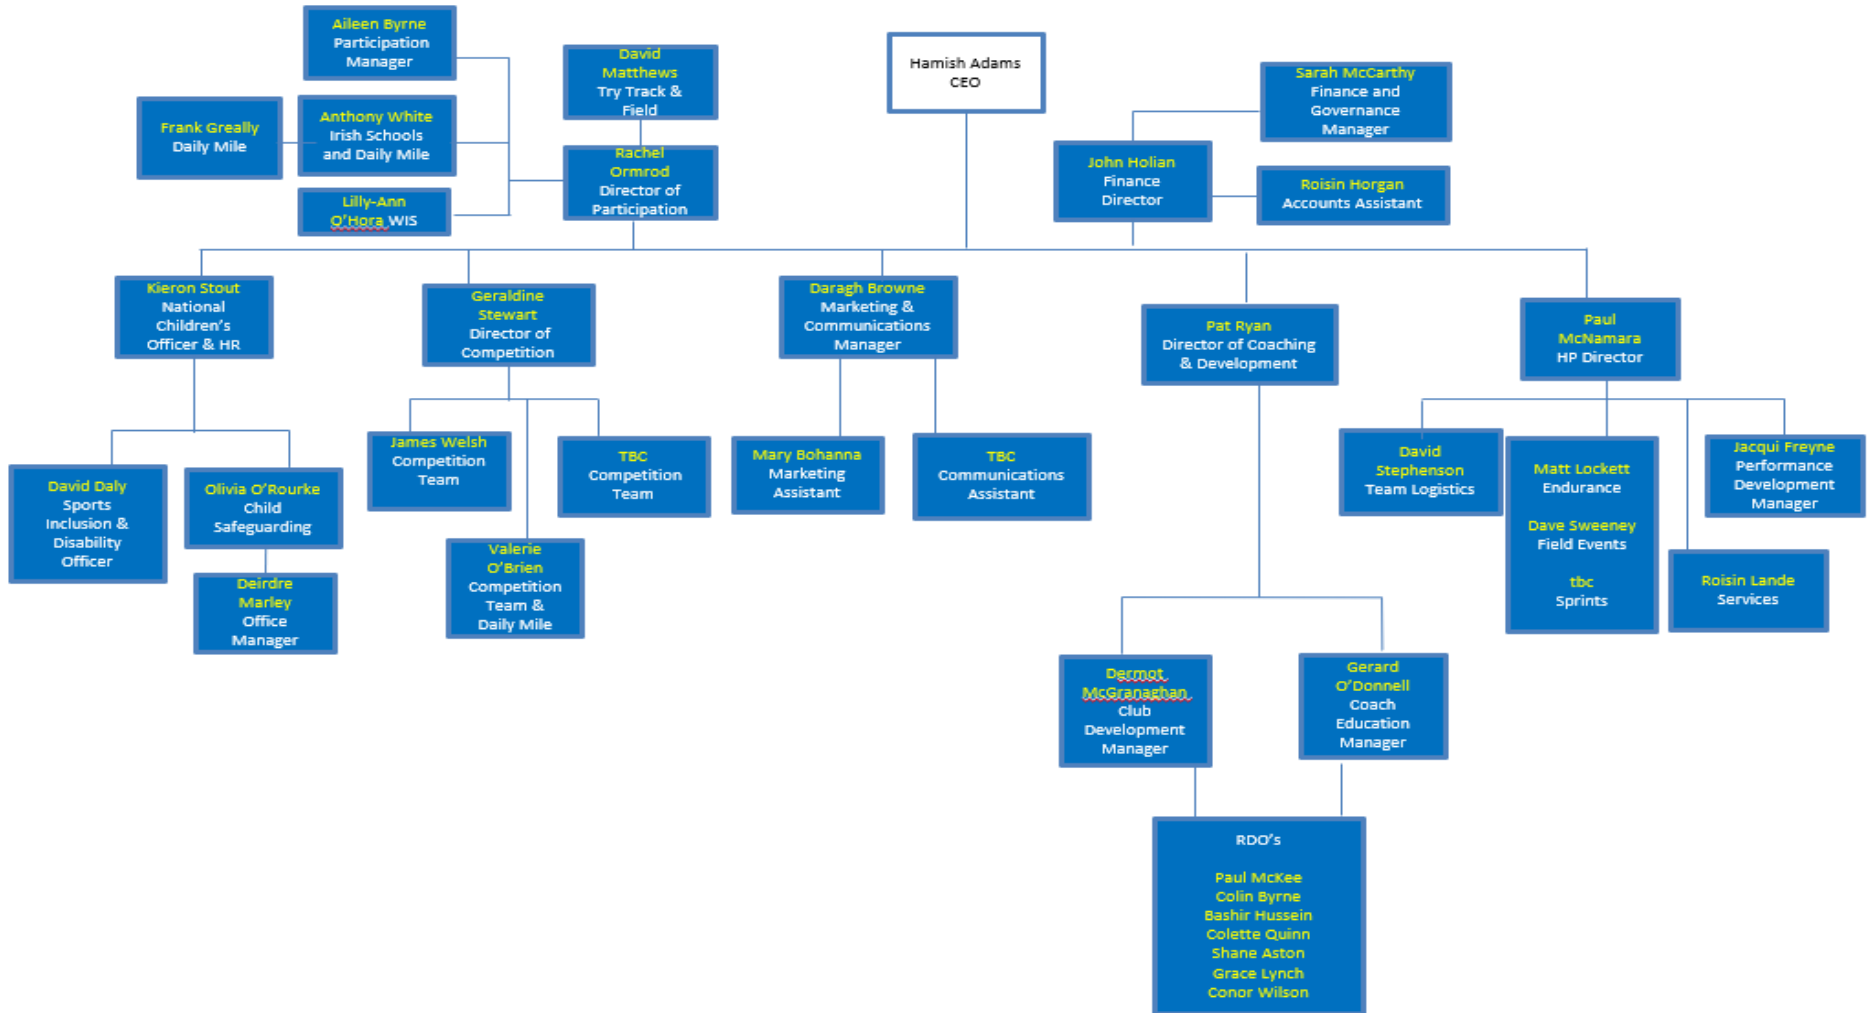 Aileen Byrne
Participation
Manager
David
Matthews
Try Track &
Field
Hamish Adams
CEO
Sarah McCarthy
Finance and
Governance
Manager
Frank Greally
Daily Mile
Anthony White
Irish Schools
and Daily Mile
Rachel
Ormrod
Director of
Participation
John Holian
Finance
Director
Roisin Horgan
Accounts Assistant
Lilly-Ann
O'Hora WIS
Kieron Stout
National
Children's
Officer & HR
Geraldine
Stewart
Director of
Competition
Daragh Browne
Marketing &
Communications
Manager
Pat Ryan
Director of Coaching
& Development
Paul
McNamara
HP Director
David Daly
Sports
Inclusion &
Disability
Officer
Olivia O'Rourke
Child
Safeguarding
Deirdre
Marley
Office
Manager
James Welsh
Competition
Team
Valerie
O'Brien
Competition
Team &
Daily Mile
TBC
Competition
Team
Mary Bohanna
Marketing
Assistant
TBC
Communications
Assistant
David
Stephenson
Team Logistics
Matt Lockett
Endurance
Dave Sweeney
Field Events
tbc
Sprints
Roisin Lande
Services
Jacqui Freyne
Performance
Development
Manager
Dermot
McGranaghan
Club
Development
Manager
Gerard
O'Donnell
Coach
Education
Manager
RDO's
Paul McKee
Colin Byrne
Bashir Hussein
Colette Quinn
Shane Aston
Grace Lynch
Conor Wilson